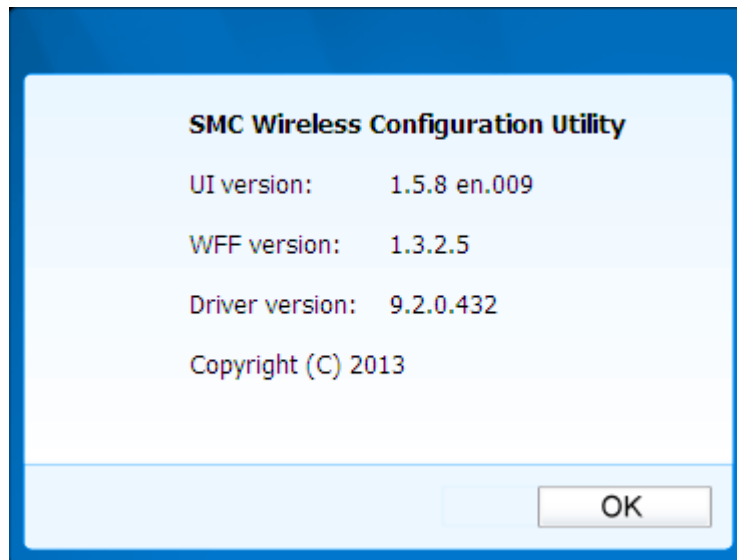 SMC Wireless Configuration Utility
UI version: 1.5.8 en.009
WFF version: 1.3.2.5
Driver version: 9.2.0.432
Copyright (C) 2013
OK